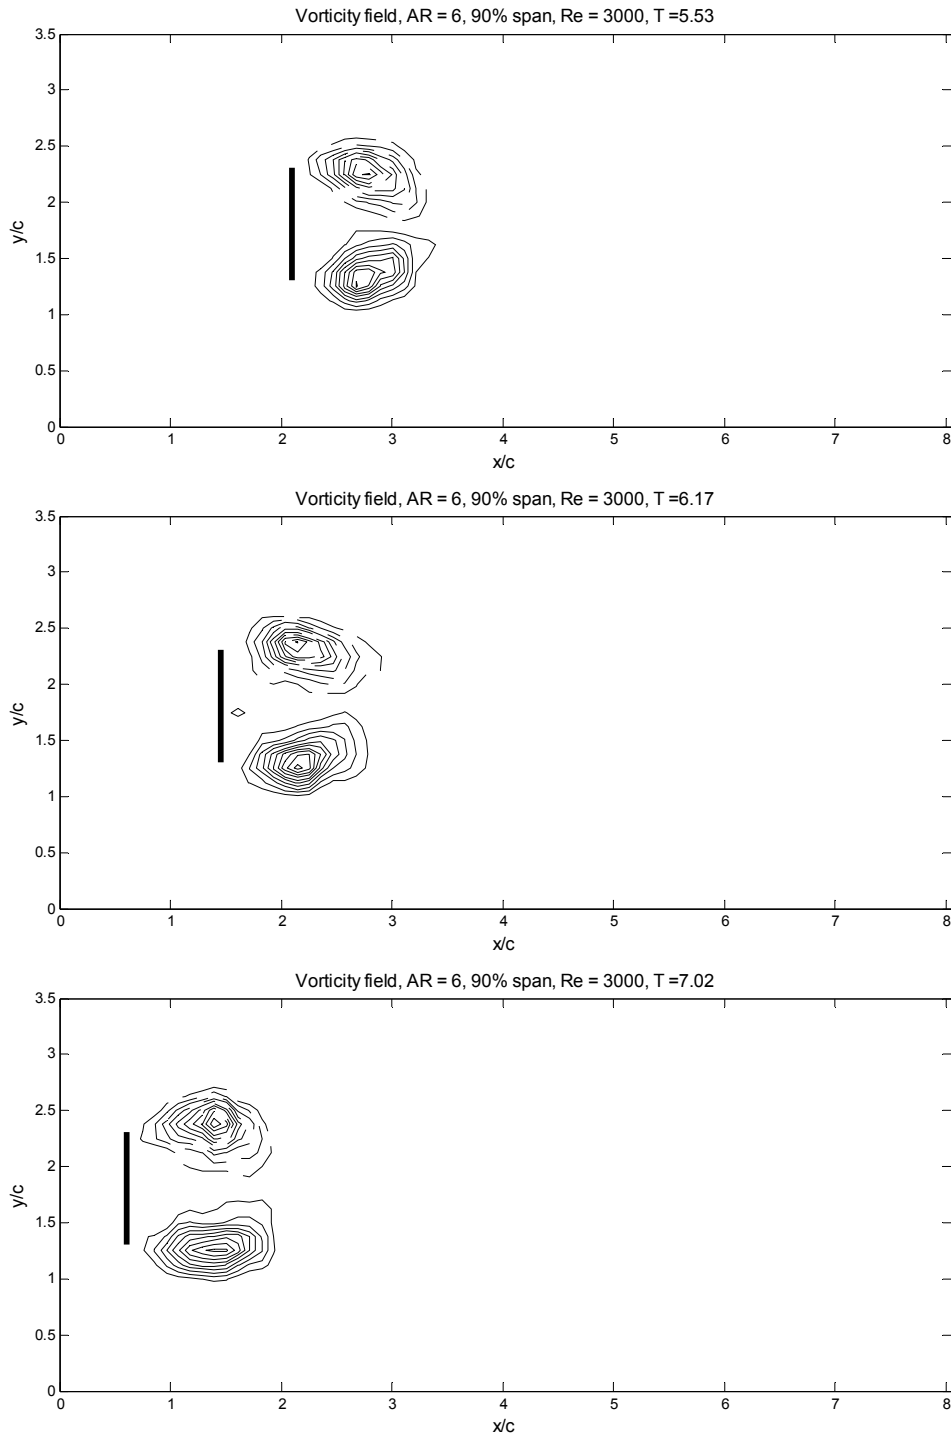 Vorticity field, AR = 6, 90% span, Re = 3000, T =5.53
3.5
3
2.5
2
1.5
1
0.5
0
y/c
0 1 2 3 4 5 6 7 8
x/c
Vorticity field, AR = 6, 90% span, Re = 3000, T =6.17
3.5
3
2.5
2
1.5
1
0.5
0
y/c
0 1 2 3 4 5 6 7 8
x/c
Vorticity field, AR = 6, 90% span, Re = 3000, T =7.02
3.5
3
2.5
2
1.5
1
0.5
0
y/c
0 1 2 3 4 5 6 7 8
x/c